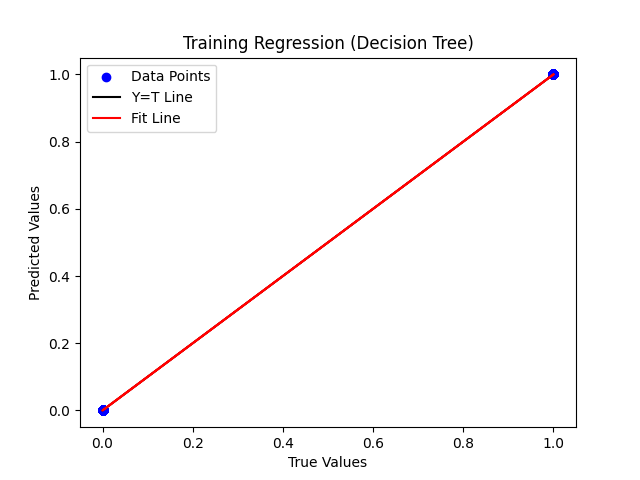 Training Regression (Decision Tree)
Data Points
Y=T Line
Fit Line
Predicted Values
1.0
0.8
0.6
0.4
0.2
0.0
0.0 0.2 0.4 0.6 0.8 1.0
True Values